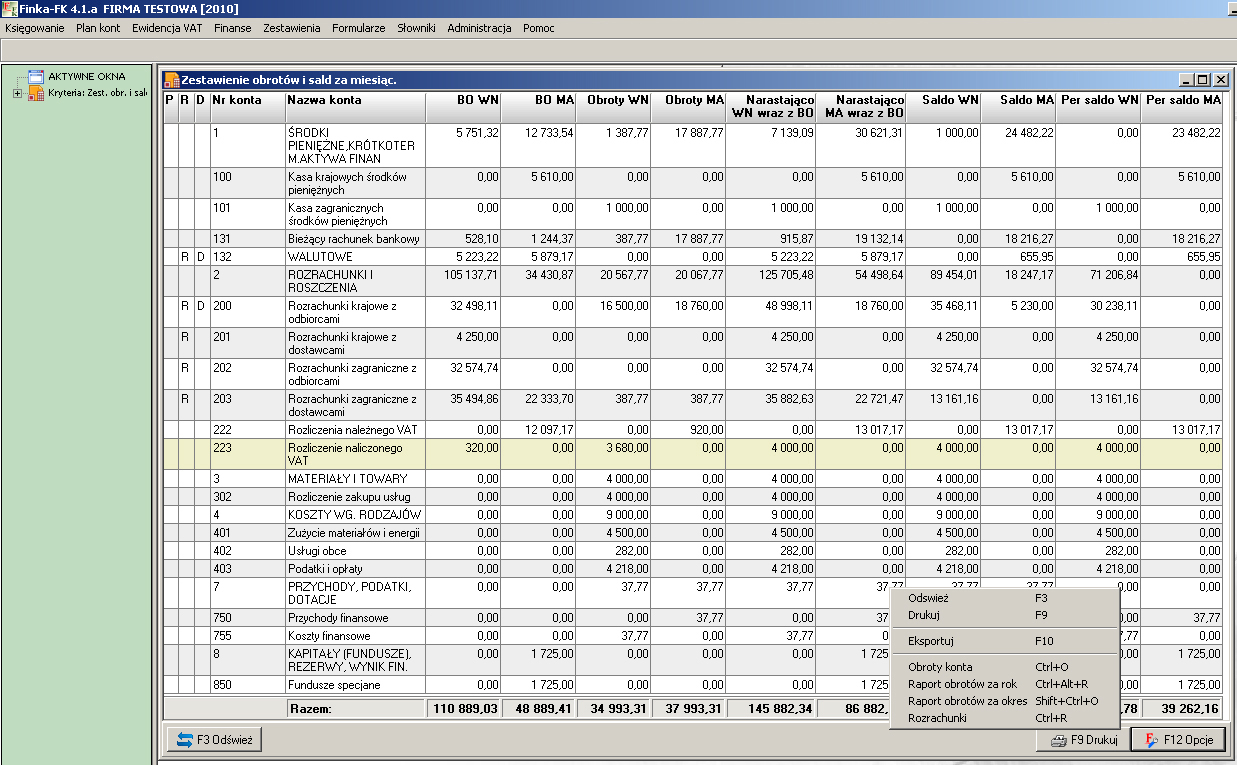 Finka-FK 4.1.a FIRMA TESTOWA [2010]
Księgowanie Plan kont Ewidencja VAT Finanse Zestawienia Formularze Słowniki Administracja Pomoc
AKTYWNE OKNA
Kryteria: Zest. obr. i sald
Zestawienie obrotów i sald za miesiąc.
P R D Nr konta Nazwa konta BO WN BO MA Obroty WN Obroty MA Narastająco Narastająco Saldo WN Saldo MA Per saldo WN Per saldo MA
WN wraz z BO MA wraz z BO
1 ŚRODKI 5 751,32 12 733,54 1 387,77 17 887,77 7 139,09 30 621,31 1 000,00 24 482,22 0,00 23 482,22
PIENIĘŻNE,KRÓTKOTER
M.AKTYWA FINAN
100 Kasa krajowych środków 0,00 5 610,00 0,00 0,00 0,00 5 610,00 0,00 5 610,00 0,00 5 610,00
pieniężnych
101 Kasa zagranicznych 0,00 0,00 1 000,00 0,00 1 000,00 0,00 1 000,00 0,00 1 000,00 0,00
środków pieniężnych
131 Bieżący rachunek bankowy 528,10 1 244,37 387,77 17 887,77 915,87 19 132,14 0,00 18 216,27 0,00 18 216,27
R D 132 WALUTOWE 5 223,22 5 879,17 0,00 0,00 5 223,22 5 879,17 0,00 655,95 0,00 655,95
2 ROZRACHUNKI I 105 137,71 34 430,87 20 567,77 20 067,77 125 705,48 54 498,64 89 454,01 18 247,17 71 206,84 0,00
ROSZCZENIA
R D 200 Rozrachunki krajowe z 32 498,11 0,00 16 500,00 18 760,00 48 998,11 18 760,00 35 468,11 5 230,00 30 238,11 0,00
odbiorcami
R 201 Rozrachunki krajowe z 4 250,00 0,00 0,00 0,00 4 250,00 0,00 4 250,00 0,00 4 250,00 0,00
dostawcami
R 202 Rozrachunki zagraniczne z 32 574,74 0,00 0,00 0,00 32 574,74 0,00 32 574,74 0,00 32 574,74 0,00
odbiorcami
R 203 Rozrachunki zagraniczne z 35 494,86 22 333,70 387,77 387,77 35 882,63 22 721,47 13 161,16 0,00 13 161,16 0,00
dostawcami
222 Rozliczenia należnego VAT 0,00 12 097,17 0,00 920,00 0,00 13 017,17 0,00 13 017,17 0,00 13 017,17
223 Rozliczenie naliczonego 320,00 0,00 3 680,00 0,00 4 000,00 0,00 4 000,00 0,00 4 000,00 0,00
VAT
3 MATERIAŁY I TOWARY 0,00 0,00 4 000,00 0,00 4 000,00 0,00 4 000,00 0,00 4 000,00 0,00
302 Rozliczenie zakupu usług 0,00 0,00 4 000,00 0,00 4 000,00 0,00 4 000,00 0,00 4 000,00 0,00
4 KOSZTY WG. RODZAJÓW 0,00 0,00 9 000,00 0,00 9 000,00 0,00 9 000,00 0,00 9 000,00 0,00
401 Zużycie materiałów i energii 0,00 0,00 4 500,00 0,00 4 500,00 0,00 4 500,00 0,00 4 500,00 0,00
402 Usługi obce 0,00 0,00 282,00 0,00 282,00 0,00 282,00 0,00 282,00 0,00
403 Podatki i opłaty 0,00 0,00 4 218,00 0,00 4 218,00 0,00 4 218,00 0,00 4 218,00 0,00
7 PRZYCHODY, PODATKI, 0,00 0,00 37,77 37,77 37,77 37,77 37,77 37,77 0,00 0,00
DOTACJE
750 Przychody finansowe 0,00 0,00 0,00 37,77 0,00 37 37,77
755 Koszty finansowe 0,00 0,00 37,77 0,00 37,77 0 7,77 0,00
8 KAPITAŁY (FUNDUSZE), 0,00 1 725,00 0,00 0,00 0,00 1 725 0,00 1 725,00
REZERWY, WYNIK FIN.
850 Fundusze specjane 0,00 1 725,00 0,00 0,00 0,00 1 725 0,00 1 725,00
Razem: 110 889,03 48 889,41 34 993,31 37 993,31 145 882,34 86 882, ,78 39 262,16
Odswież F3
Drukuj F9
Eksportuj F10
Obroty konta Ctrl+O
Raport obrotów za rok Ctrl+Alt+R
Raport obrotów za okres Shift+Ctrl+O
Rozrachunki Ctrl+R
F3 Odśwież F9 Drukuj F12 Opcje